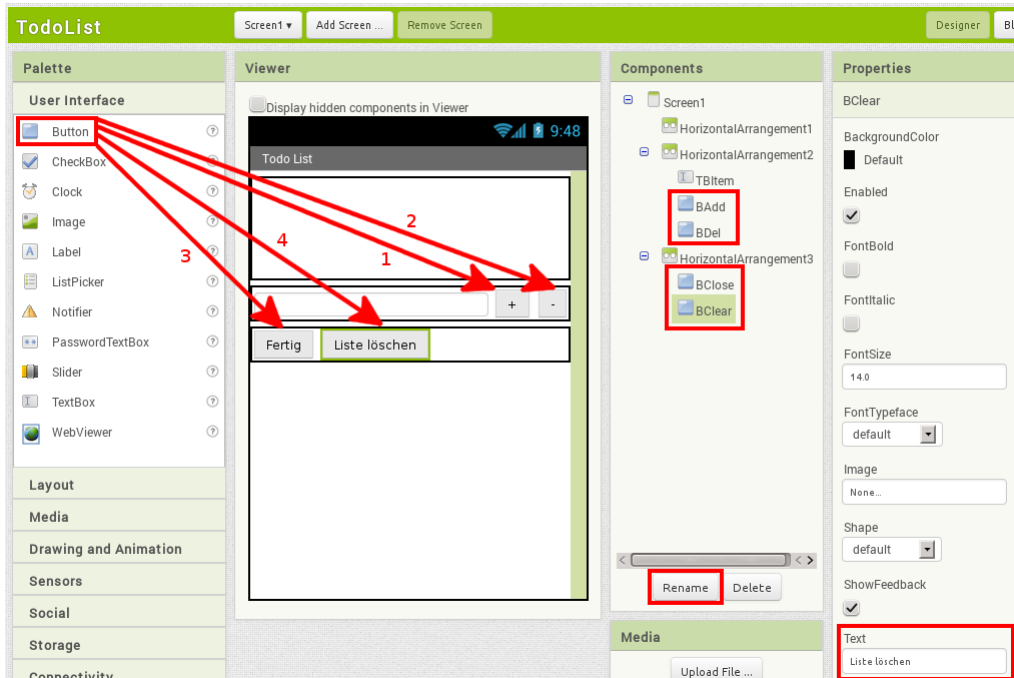 TodoList
Screen1 ▾
Add Screen ...
Remove Screen
Designer
Bl
Palette
User Interface
Button
CheckBox
Clock
Image
Label
ListPicker
Notifier
PasswordTextBox
Slider
TextBox
WebViewer
Layout
Media
Drawing and Animation
Sensors
Social
Storage
Connectivity
Viewer
Display hidden components in Viewer
9:48
Todo List
2
4
1
3
+
-
Fertig
Liste löschen
Components
Screen1
HorizontalArrangement1
HorizontalArrangement2
TBItem
BAdd
BDel
HorizontalArrangement3
BClose
BClear
Rename
Delete
Media
Upload File ...
Properties
BClear
BackgroundColor
Default
Enabled
FontBold
FontItalic
FontSize
14.0
FontTypeface
default
Image
None...
Shape
default
ShowFeedback
Text
Liste löschen